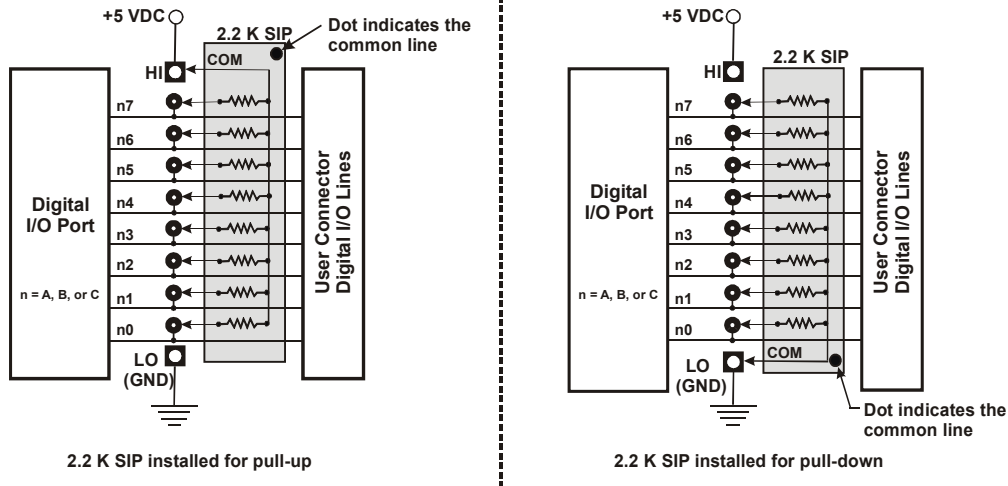 +5 VDC
2.2 K SIP
Dot indicates the
common line
HI
COM
n7
n6
n5
n4
n3
n2
n1
n0
Digital
I/O Port
n = A, B, or C
User Connector
Digital I/O Lines
LO
(GND)
2.2 K SIP installed for pull-up
+5 VDC
2.2 K SIP
HI
n7
n6
n5
n4
n3
n2
n1
n0
Digital
I/O Port
n = A, B, or C
User Connector
Digital I/O Lines
COM
LO
(GND)
Dot indicates the
common line
2.2 K SIP installed for pull-down